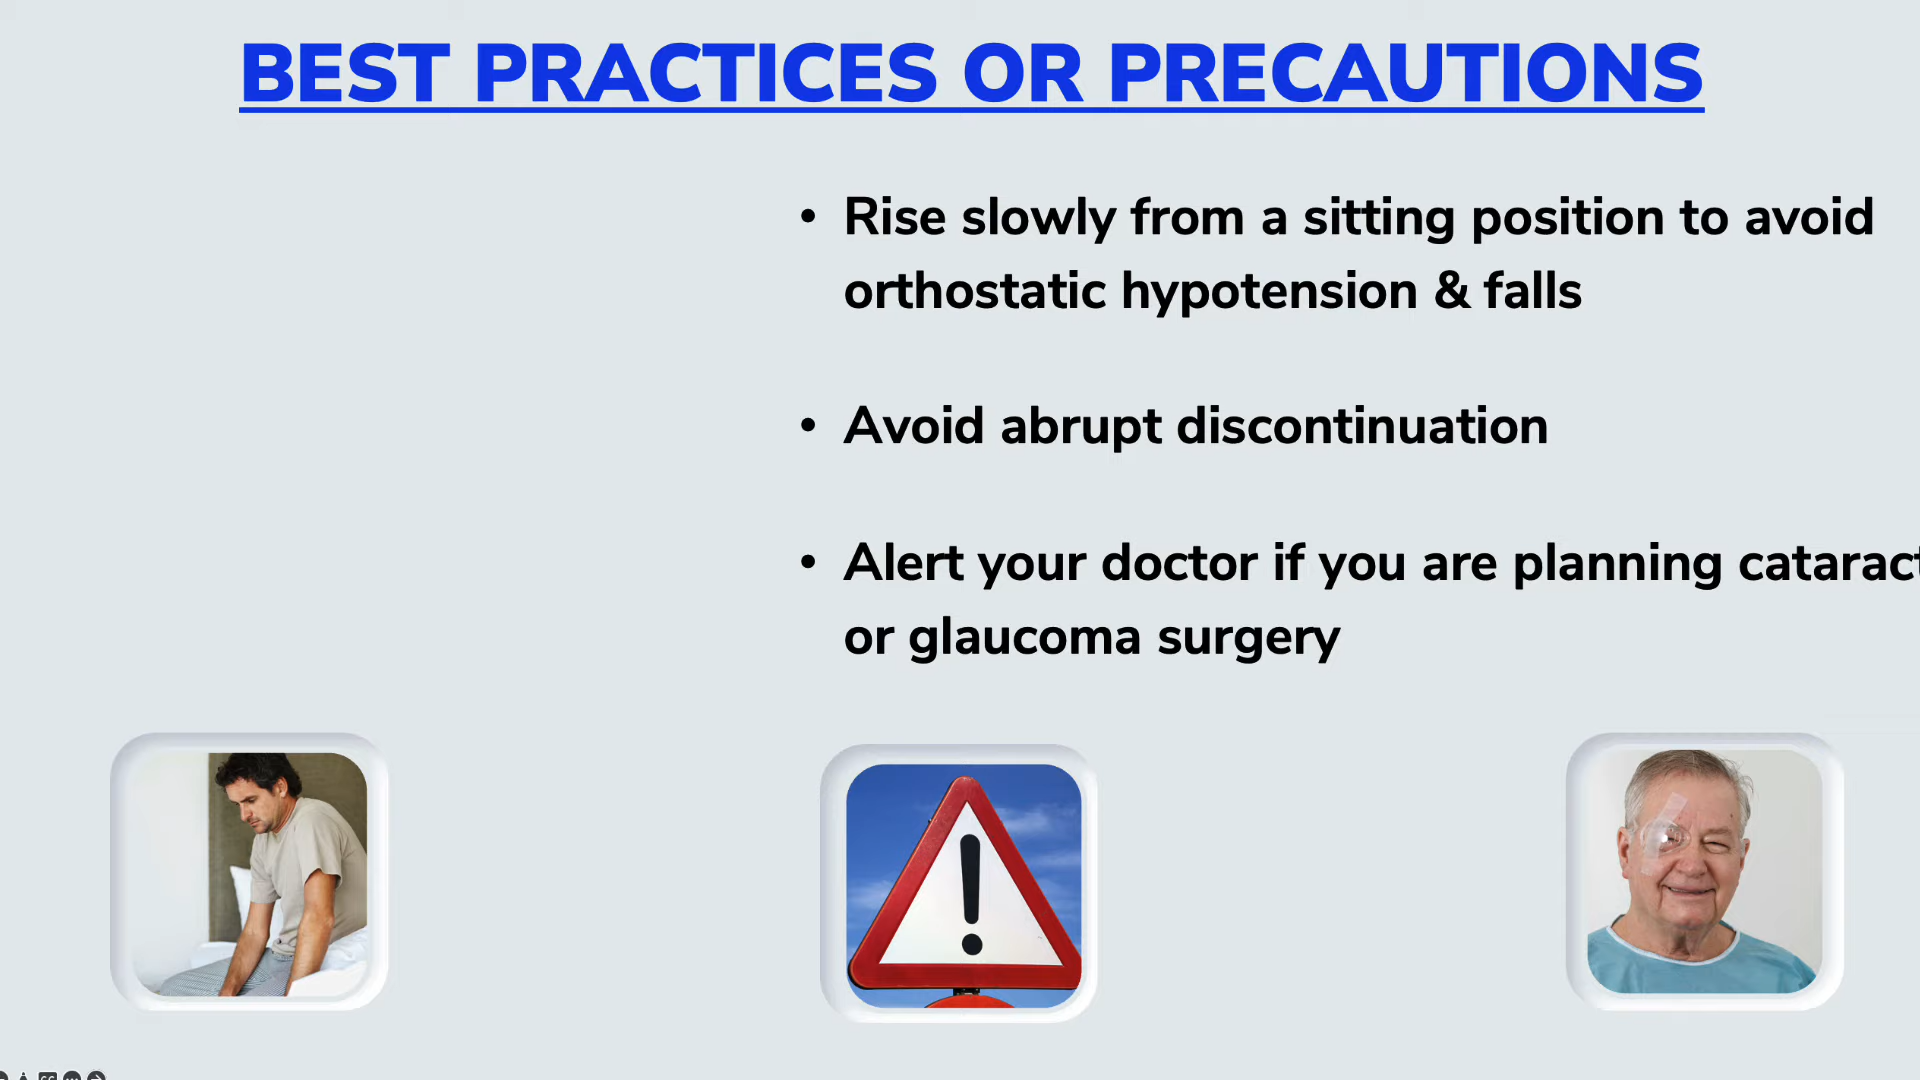 BEST PRACTICES OR PRECAUTIONS
• Rise slowly from a sitting position to avoid
orthostatic hypotension & falls
• Avoid abrupt discontinuation
• Alert your doctor if you are planning cataract
or glaucoma surgery
!